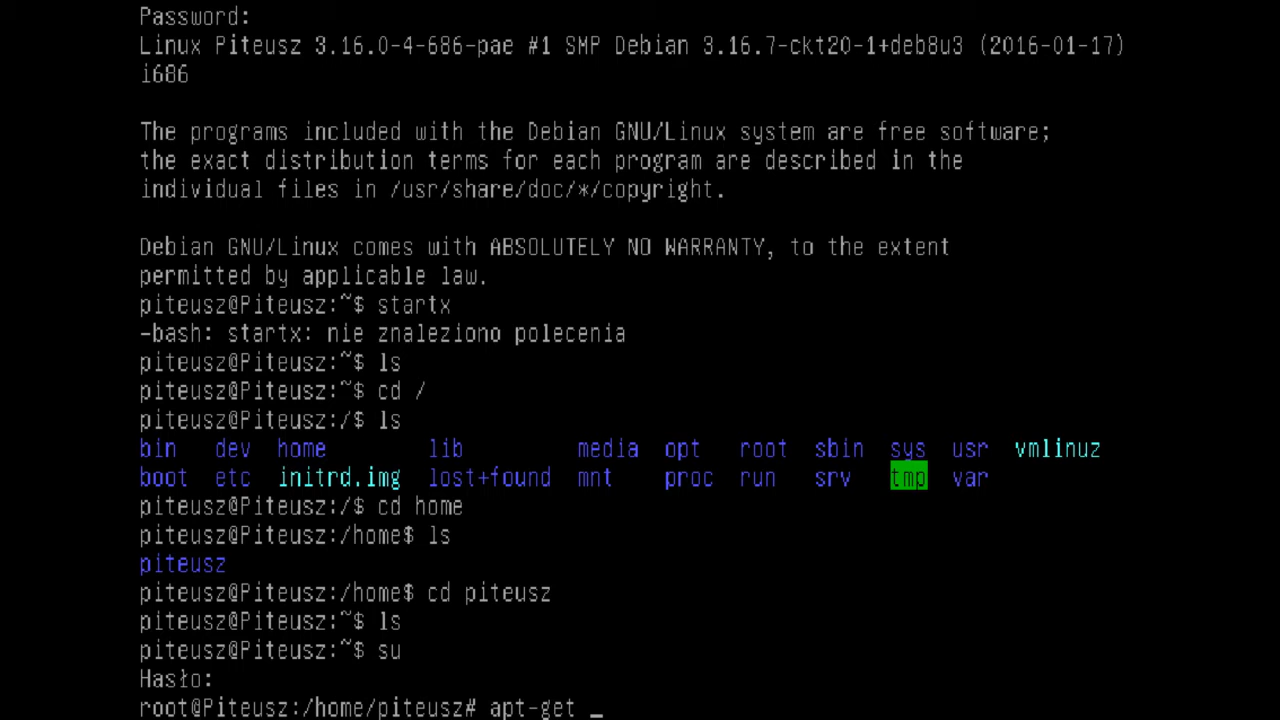 Password:
Linux Piteusz 3.16.0-4-686-pae #1 SMP Debian 3.16.7-ckt20-1+deb8u3 (2016-01-17)
i686
The programs included with the Debian GNU/Linux system are free software;
the exact distribution terms for each program are described in the
individual files in /usr/share/doc/*/copyright.
Debian GNU/Linux comes with ABSOLUTELY NO WARRANTY, to the extent
permitted by applicable law.
piteusz@Piteusz:~$ startx
-bash: startx: nie znaleziono polecenia
piteusz@Piteusz:~$ ls
piteusz@Piteusz:~$ cd /
piteusz@Piteusz:/$ ls
bin dev home lib media opt root sbin sys usr vmlinuz
boot etc initrd.img lost+found mnt proc run srv tmp var
piteusz@Piteusz:/$ cd home
piteusz@Piteusz:/home$ ls
piteusz
piteusz@Piteusz:/home$ cd piteusz
piteusz@Piteusz:~$ ls
piteusz@Piteusz:~$ su
Hasło:
root@Piteusz:/home/piteusz# apt-get _